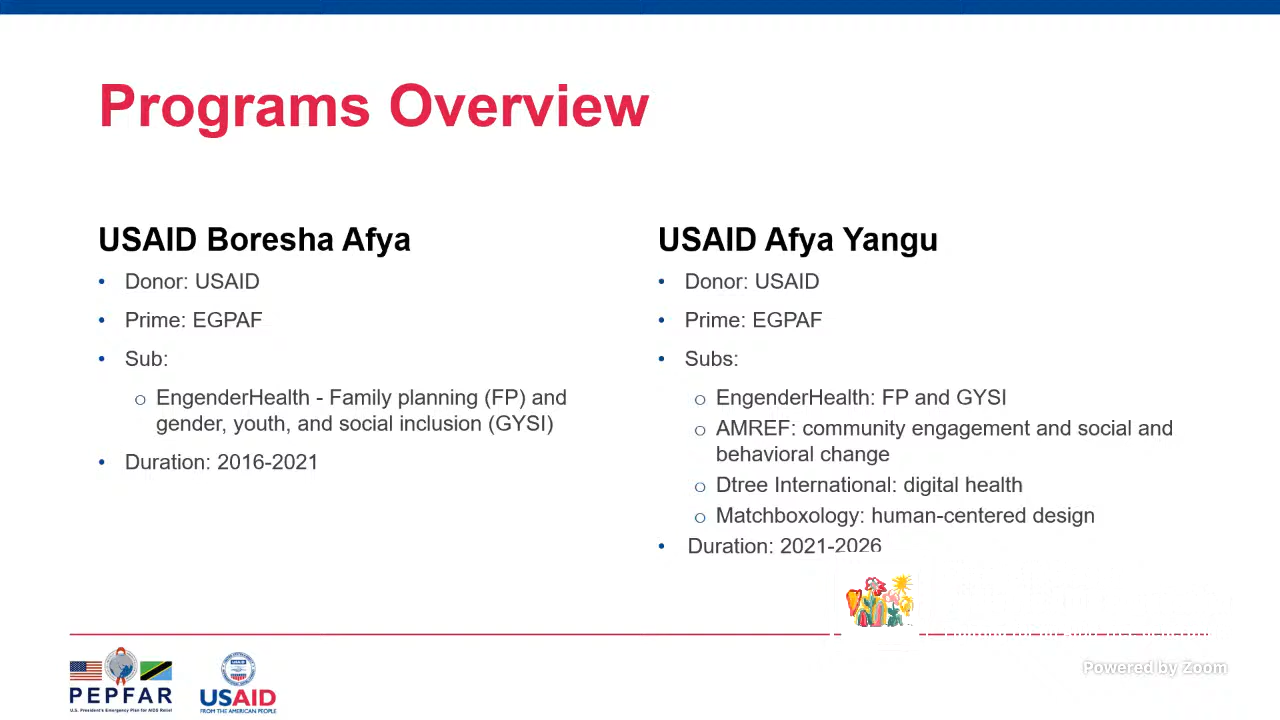 Programs Overview
USAID Boresha Afya
• Donor: USAID
• Prime: EGPAF
• Sub:
o EngenderHealth - Family planning (FP) and
gender, youth, and social inclusion (GYSI)
• Duration: 2016-2021
USAID Afya Yangu
• Donor: USAID
• Prime: EGPAF
• Subs:
o EngenderHealth: FP and GYSI
o AMREF: community engagement and social and
behavioral change
o Dtree International: digital health
o Matchboxology: human-centered design
• Duration: 2021-2026
PEPFAR
U.S. President's Emergency Plan for AIDS Relief
USAID
FROM THE AMERICAN PEOPLE
Powered by Zoom